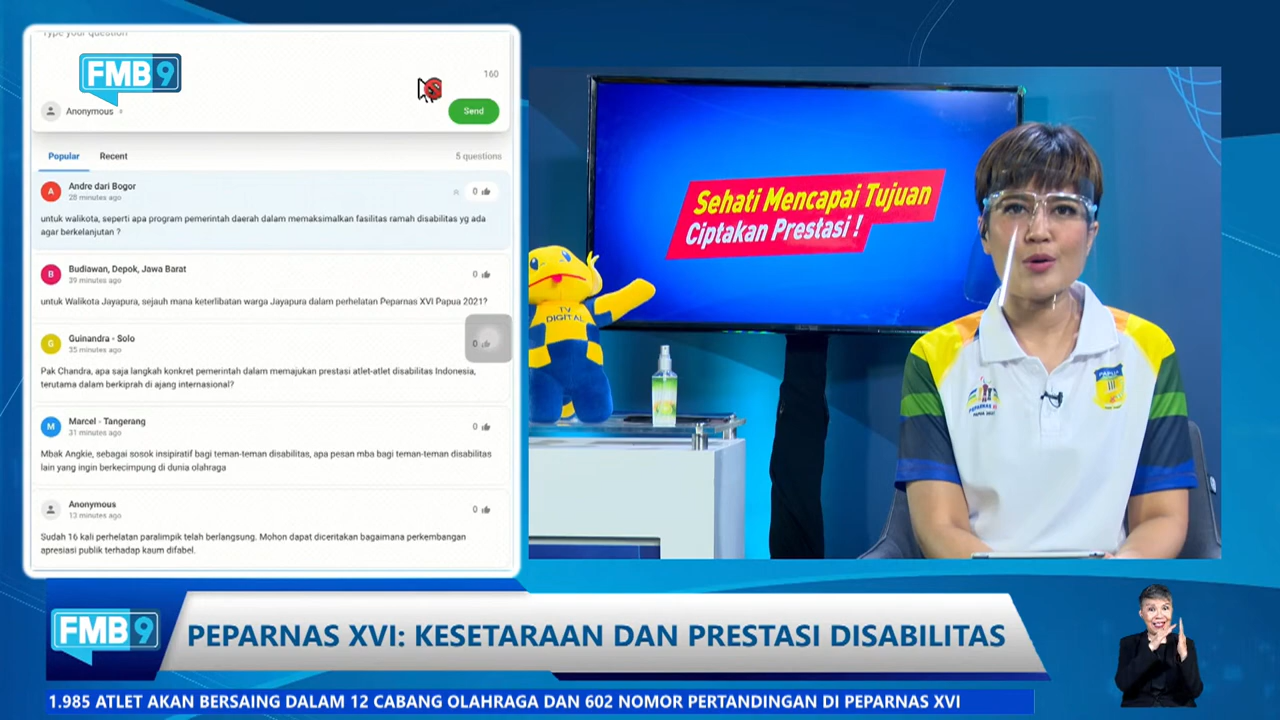 Type your question
FMB 9
160
Anonymous
Send
Popular
Recent
5 questions
A
Andre dari Bogor
28 minutes ago
0
untuk walikota, seperti apa program pemerintah daerah dalam memaksimalkan fasilitas ramah disabilitas yg ada
agar berkelanjutan ?
B
Budiawan, Depok, Jawa Barat
39 minutes ago
0
untuk Walikota Jayapura, sejauh mana keterlibatan warga Jayapura dalam perhelatan Peparnas XVI Papua 2021?
G
Guinandra - Solo
35 minutes ago
0
Pak Chandra, apa saja langkah konkret pemerintah dalam memajukan prestasi atlet-atlet disabilitas Indonesia,
terutama dalam berkiprah di ajang internasional?
M
Marcel - Tangerang
31 minutes ago
0
Mbak Angkie, sebagai sosok insipiratif bagi teman-teman disabilitas, apa pesan mba bagi teman-teman disabilitas
lain yang ingin berkecimpung di dunia olahraga
Anonymous
13 minutes ago
0
Sudah 16 kali perhelatan paralimpik telah berlangsung. Mohon dapat diceritakan bagaimana perkembangan
apresiasi publik terhadap kaum difabel.
Sehati Mencapai Tujuan
Ciptakan Prestasi !
TV
DIGITAL
PEPARNAS
PAPUA
FMB 9
PEPARNAS XVI: KESETARAAN DAN PRESTASI DISABILITAS
1.985 ATLET AKAN BERSAING DALAM 12 CABANG OLAHRAGA DAN 602 NOMOR PERTANDINGAN DI PEPARNAS XVI